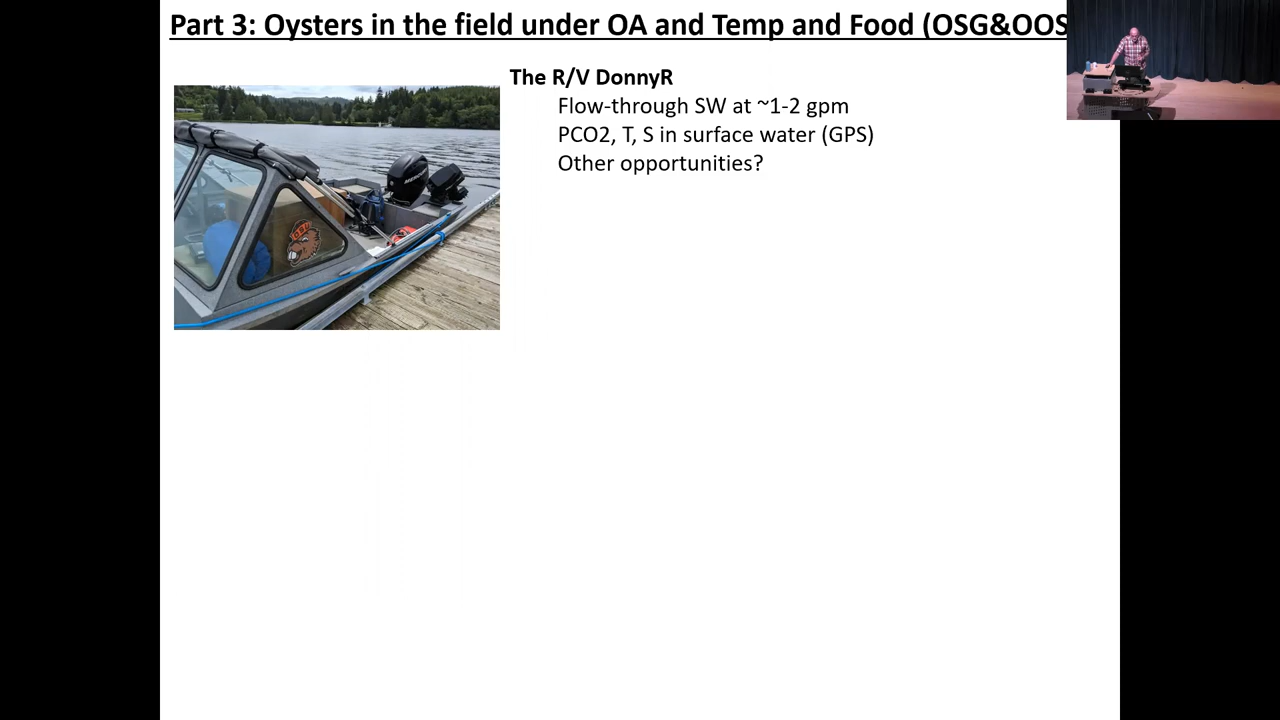 Part 3: Oysters in the field under OA and Temp and Food (OSG&OOS
The R/V DonnyR
Flow-through SW at ~1-2 gpm
PCO2, T, S in surface water (GPS)
Other opportunities?
OSU